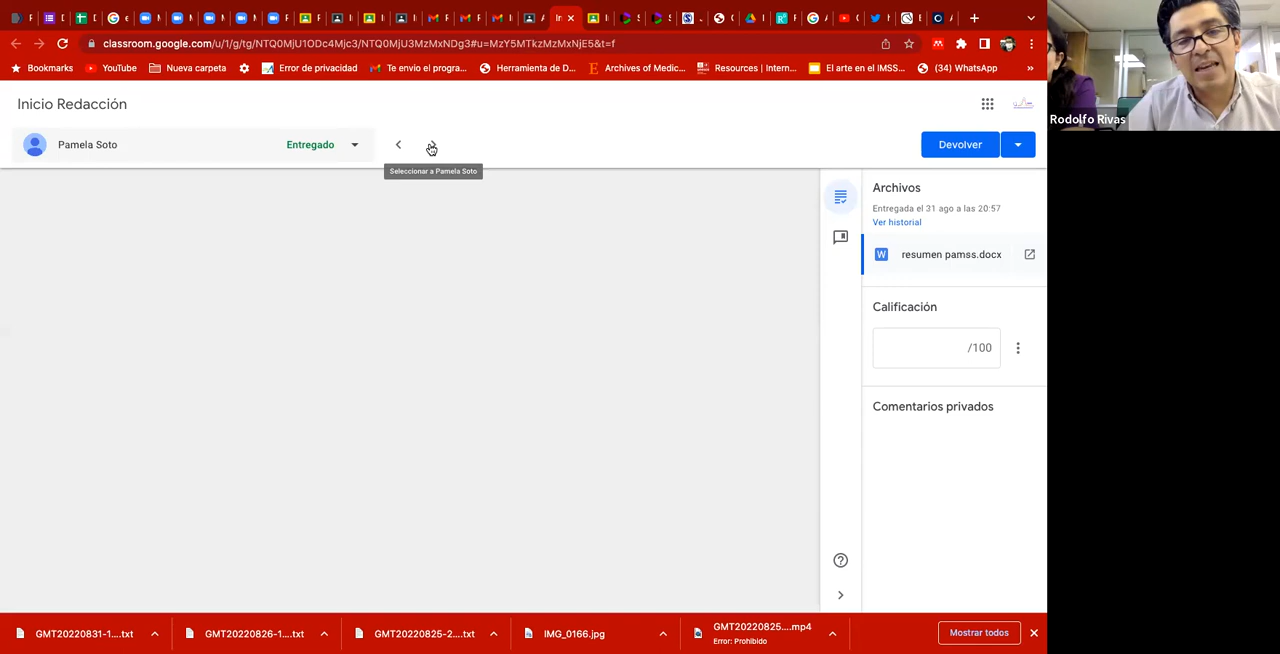 classroom.google.com/u/1/g/tg/NTQ0MjU1ODc4Mjc3/NTQ0MjU3MzMxNDg3#u=MzY5MTkzMzMxNjE5&t=f
Bookmarks YouTube Nueva carpeta Error de privacidad Te envio el progra... Herramienta de D... Archives of Medic... Resources | Intern... El arte en el IMSS... (34) WhatsApp »
Rodolfo Rivas
Inicio Redacción
Pamela Soto Entregado Devolver
Seleccionar a Pamela Soto
Archivos
Entregada el 31 ago a las 20:57
Ver historial
W resumen pamss.docx
Calificación
/100
Comentarios privados
GMT20220831-1....txt GMT20220826-1....txt GMT20220825-2....txt IMG_0166.jpg GMT20220825....mp4 Mostrar todos
Error: Prohibido